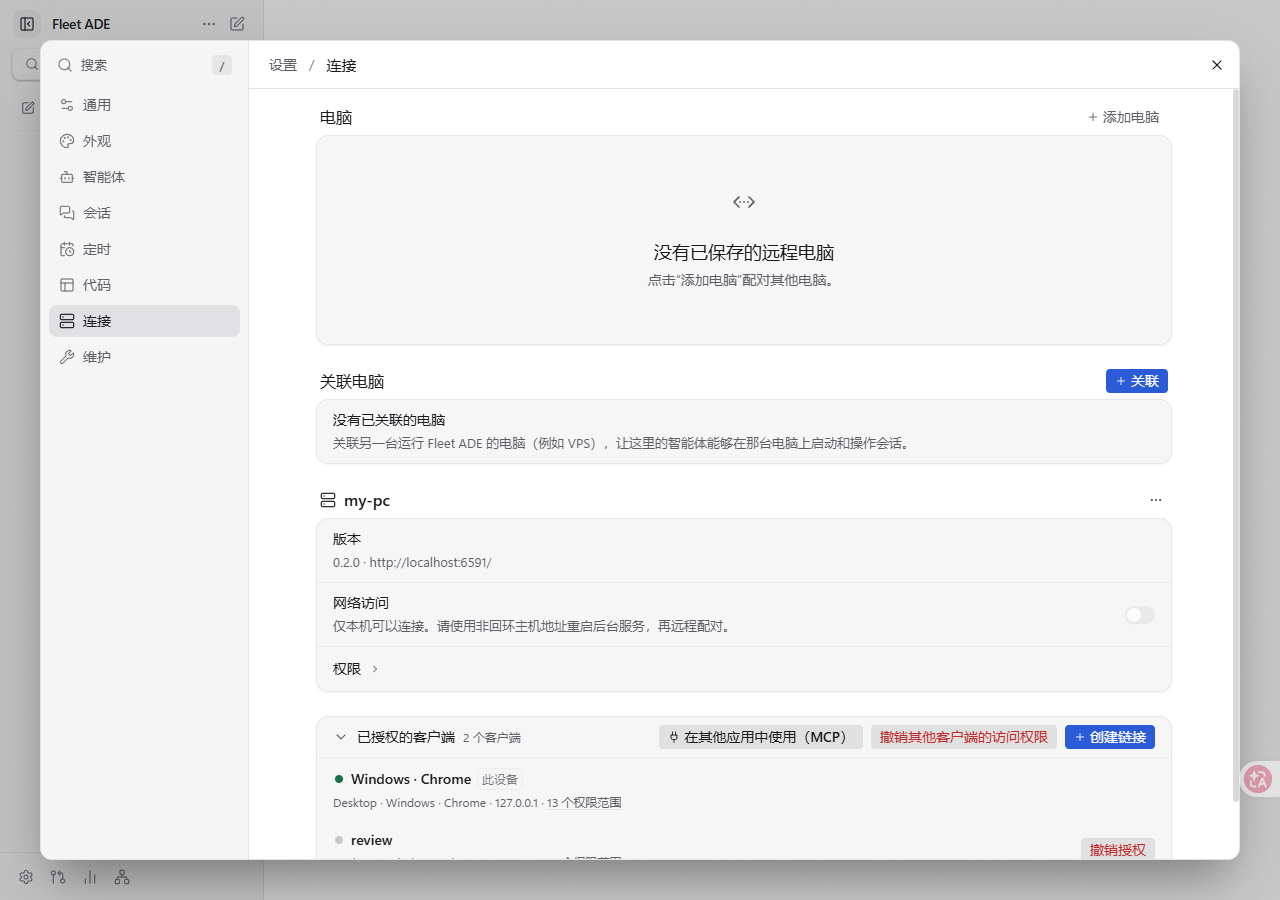 Fleet ADE
搜索
/
通用
外观
智能体
会话
定时
代码
连接
维护
设置 / 连接
电脑
+ 添加电脑
没有已保存的远程电脑
点击“添加电脑”配对其他电脑。
关联电脑
+ 关联
没有已关联的电脑
关联另一台运行 Fleet ADE 的电脑（例如 VPS），让这里的智能体能够在那台电脑上启动和操作会话。
my-pc
版本
0.2.0 · http://localhost:6591/
网络访问
仅本机可以连接。请使用非回环主机地址重启后台服务，再远程配对。
权限
已授权的客户端 2 个客户端
在其他应用中使用（MCP）
撤销其他客户端的访问权限
+ 创建链接
Windows · Chrome 此设备
Desktop · Windows · Chrome · 127.0.0.1 · 13 个权限范围
review
撤销授权